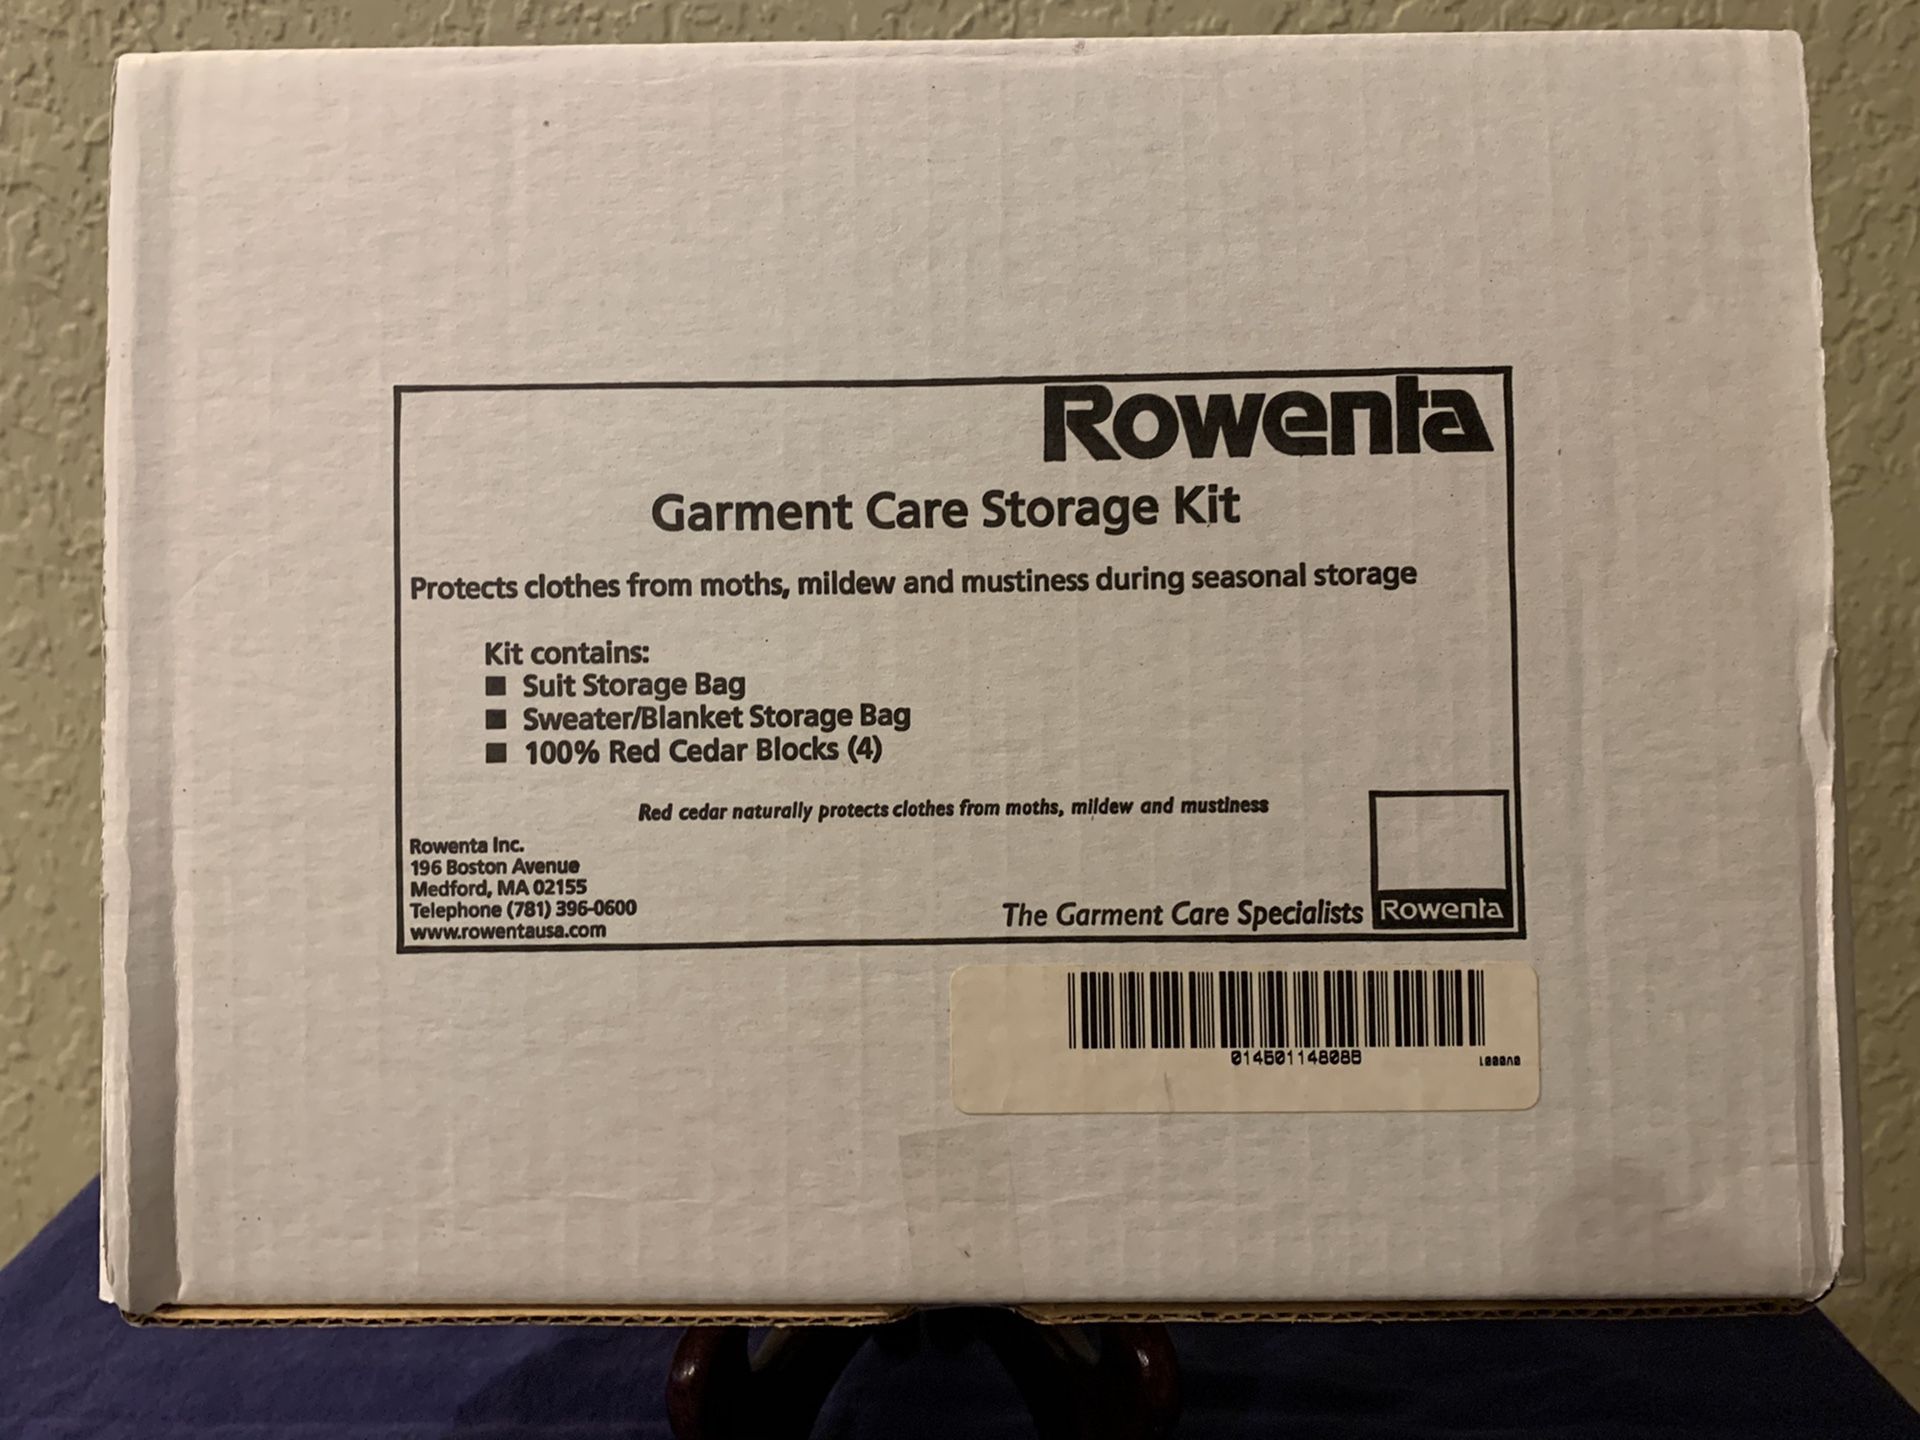 Rowenta
Garment Care Storage Kit
Protects clothes from moths, mildew and mustiness during seasonal storage
Kit contains:
■ Suit Storage Bag
■ Sweater/Blanket Storage Bag
■ 100% Red Cedar Blocks (4)
Red cedar naturally protects clothes from moths, mildew and mustiness
Rowenta Inc.
196 Boston Avenue
Medford, MA 02155
Telephone (781) 396-0600
www.rowentausa.com
The Garment Care Specialists
Rowenta